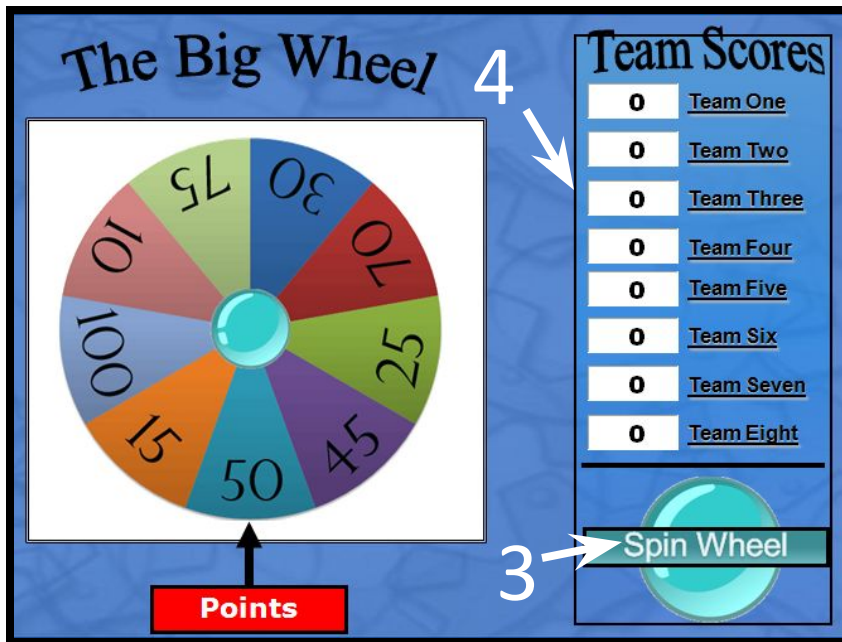 The Big Wheel
75
30
10
70
100
25
15
45
50
Points
4
Team Scores
0 Team One
0 Team Two
0 Team Three
0 Team Four
0 Team Five
0 Team Six
0 Team Seven
0 Team Eight
3
Spin Wheel